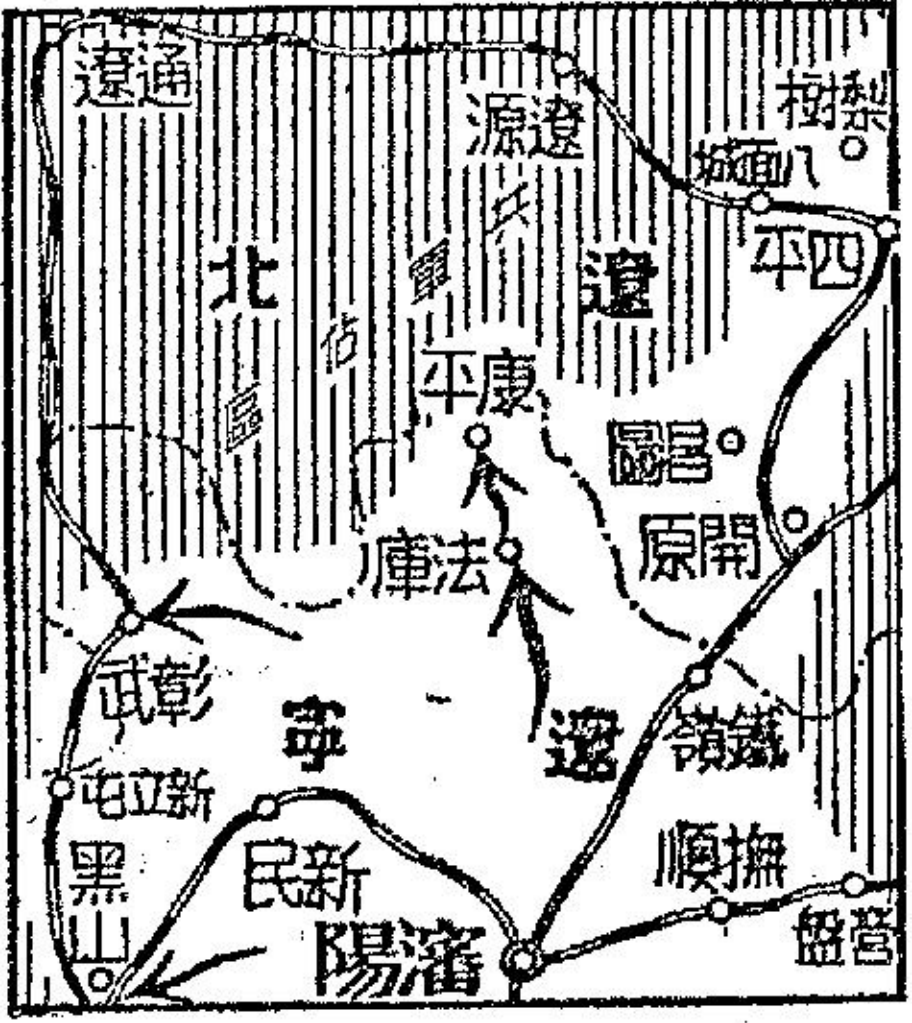 通遼
遼源
梨樹
八面城
四平
遼北
共軍佔區
康平
昌圖
開原
法庫
彰武
遼寧
鐵嶺
新立屯
撫順
新民
黑山
營盤
瀋陽